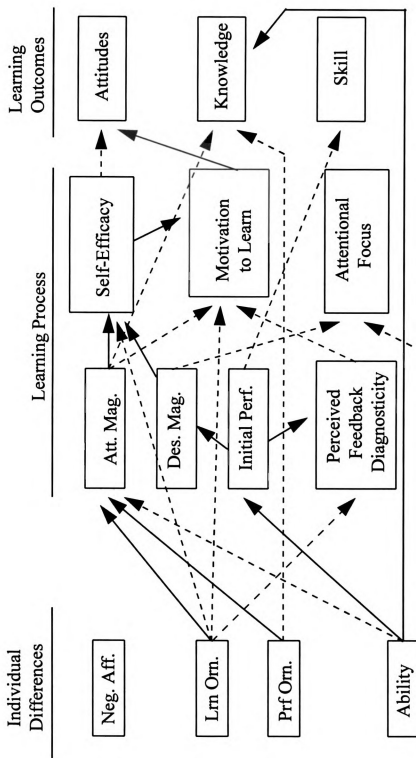 Individual
Differences
Learning Process
Learning
Outcomes
Neg. Aff.
Lrn Orn.
Prf Orn.
Ability
Att. Mag.
Des. Mag.
Initial Perf.
Perceived
Feedback
Diagnosticity
Self-Efficacy
Motivation
to Learn
Attentional
Focus
Attitudes
Knowledge
Skill